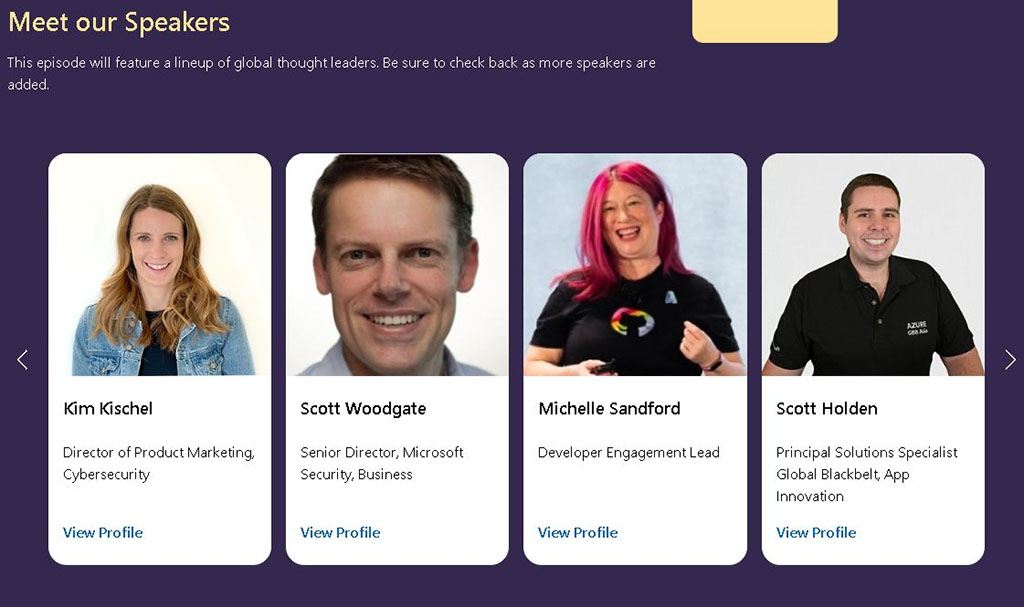 Meet our Speakers
This episode will feature a lineup of global thought leaders. Be sure to check back as more speakers are
added.
AZURE
GBB Asia
Kim Kischel
Director of Product Marketing,
Cybersecurity
View Profile
Scott Woodgate
Senior Director, Microsoft
Security, Business
View Profile
Michelle Sandford
Developer Engagement Lead
View Profile
Scott Holden
Principal Solutions Specialist
Global Blackbelt, App
Innovation
View Profile